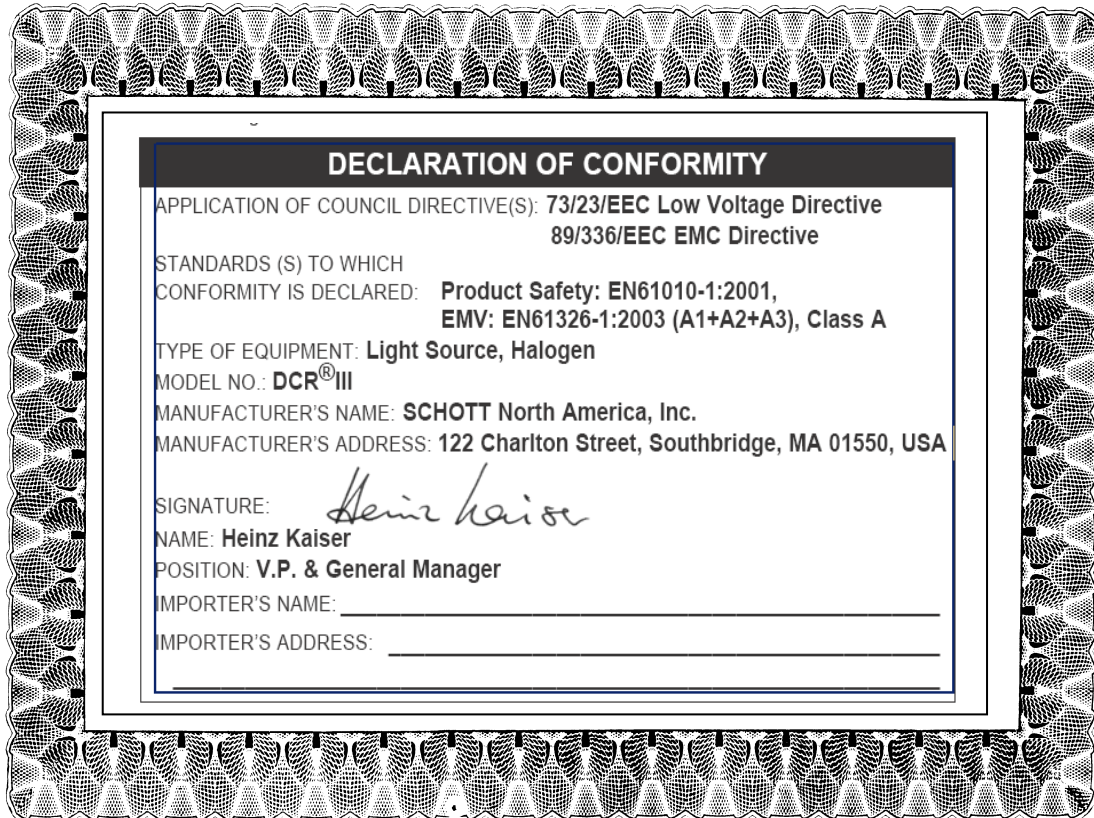 DECLARATION OF CONFORMITY
APPLICATION OF COUNCIL DIRECTIVE(S): 73/23/EEC Low Voltage Directive
89/336/EEC EMC Directive
STANDARDS (S) TO WHICH
CONFORMITY IS DECLARED: Product Safety: EN61010-1:2001,
EMV: EN61326-1:2003 (A1+A2+A3), Class A
TYPE OF EQUIPMENT: Light Source, Halogen
MODEL NO.: DCR®III
MANUFACTURER'S NAME: SCHOTT North America, Inc.
MANUFACTURER'S ADDRESS: 122 Charlton Street, Southbridge, MA 01550, USA
SIGNATURE: Heinz Kaiser
NAME: Heinz Kaiser
POSITION: V.P. & General Manager
IMPORTER'S NAME:
IMPORTER'S ADDRESS: